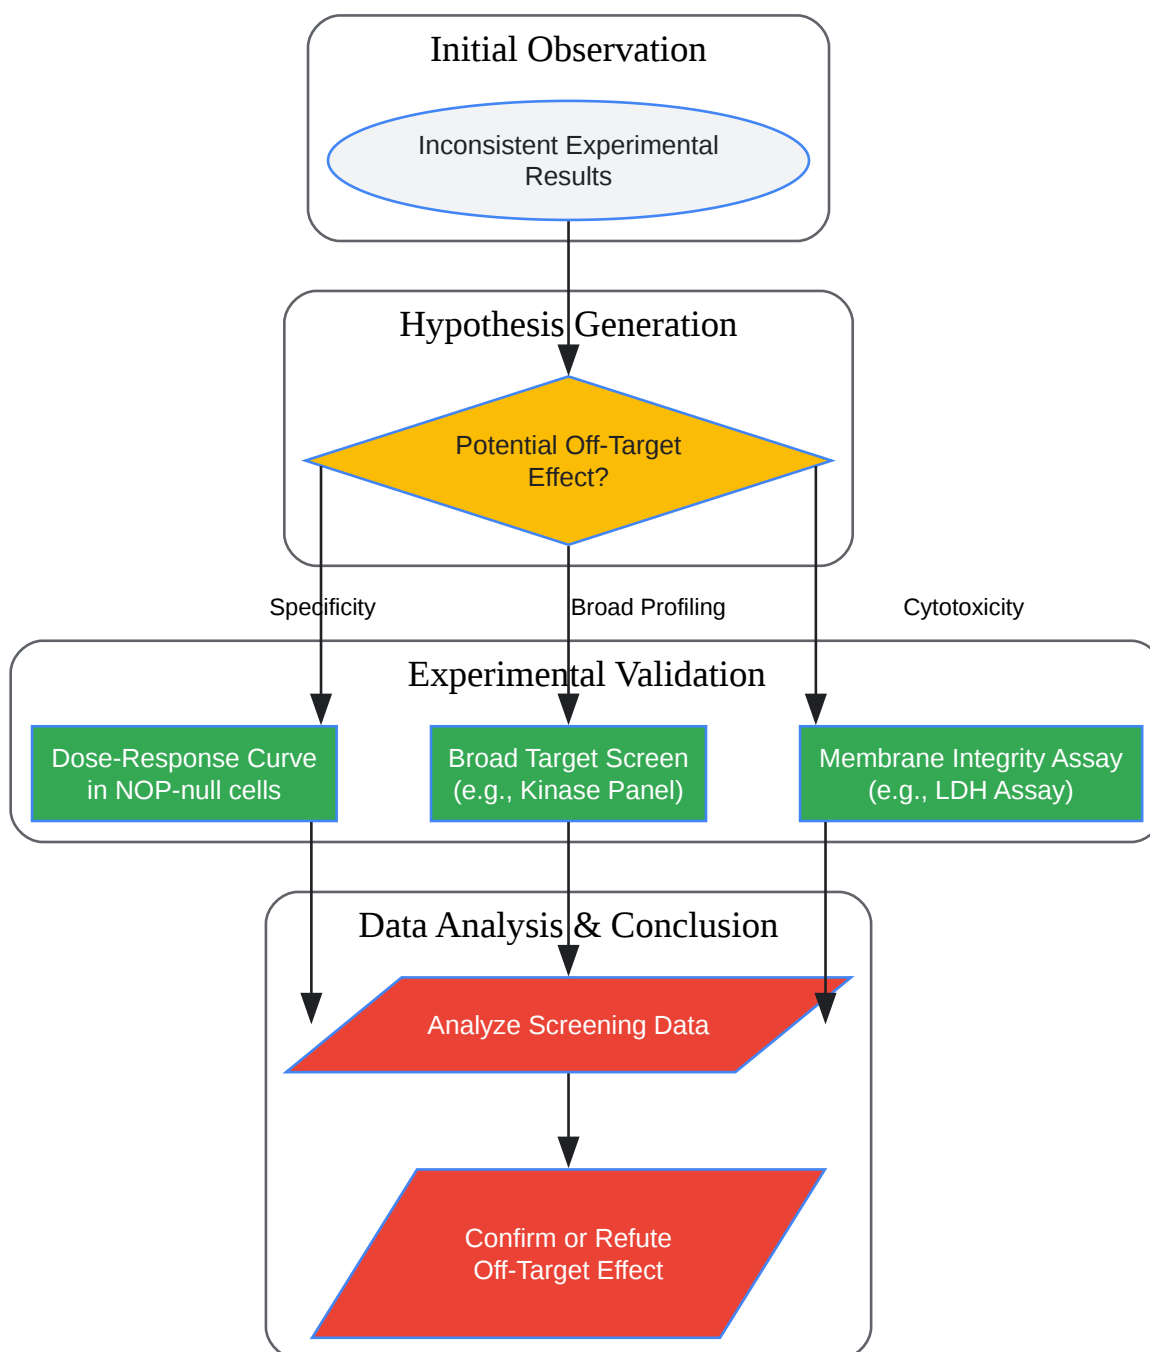 Initial Observation
Inconsistent Experimental
Results
Hypothesis Generation
Potential Off-Target
Effect?
Specificity
Broad Profiling
Cytotoxicity
Experimental Validation
Dose-Response Curve
in NOP-null cells
Broad Target Screen
(e.g., Kinase Panel)
Membrane Integrity Assay
(e.g., LDH Assay)
Data Analysis & Conclusion
Analyze Screening Data
Confirm or Refute
Off-Target Effect